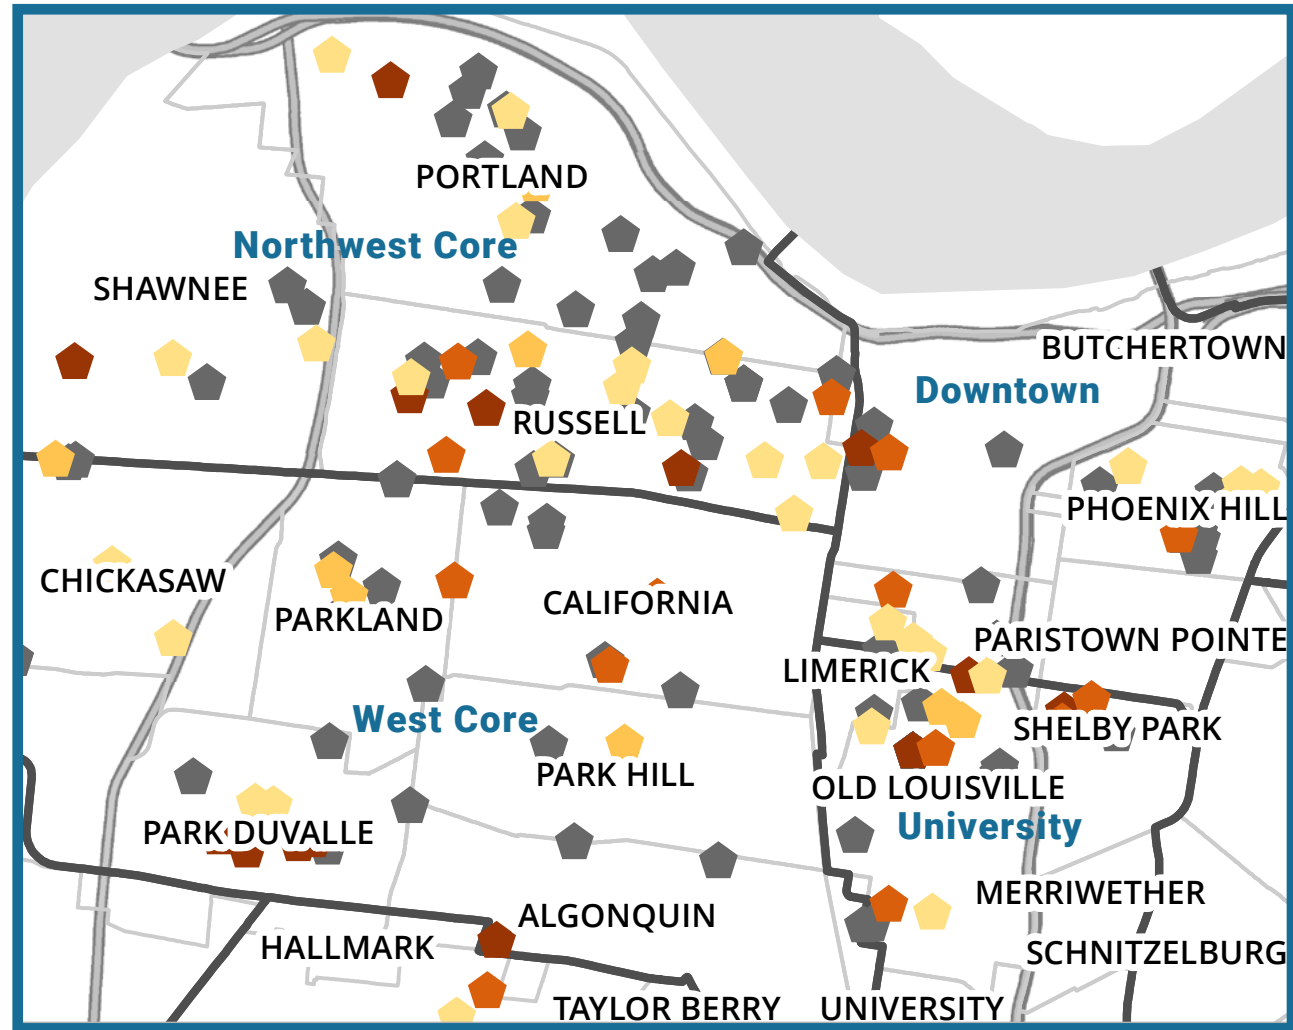 PORTLAND
Northwest Core
SHAWNEE
BUTCHERTOWN
Downtown
RUSSELL
PHOENIX HILL
CHICKASAW
PARKLAND
CALIFORNIA
PARISTOWN POINTE
LIMERICK
West Core
SHELBY PARK
PARK HILL
OLD LOUISVILLE
University
PARK DUVALLE
MERRIWETHER
ALGONQUIN
HALLMARK
SCHNITZELBURG
TAYLOR BERRY
UNIVERSITY